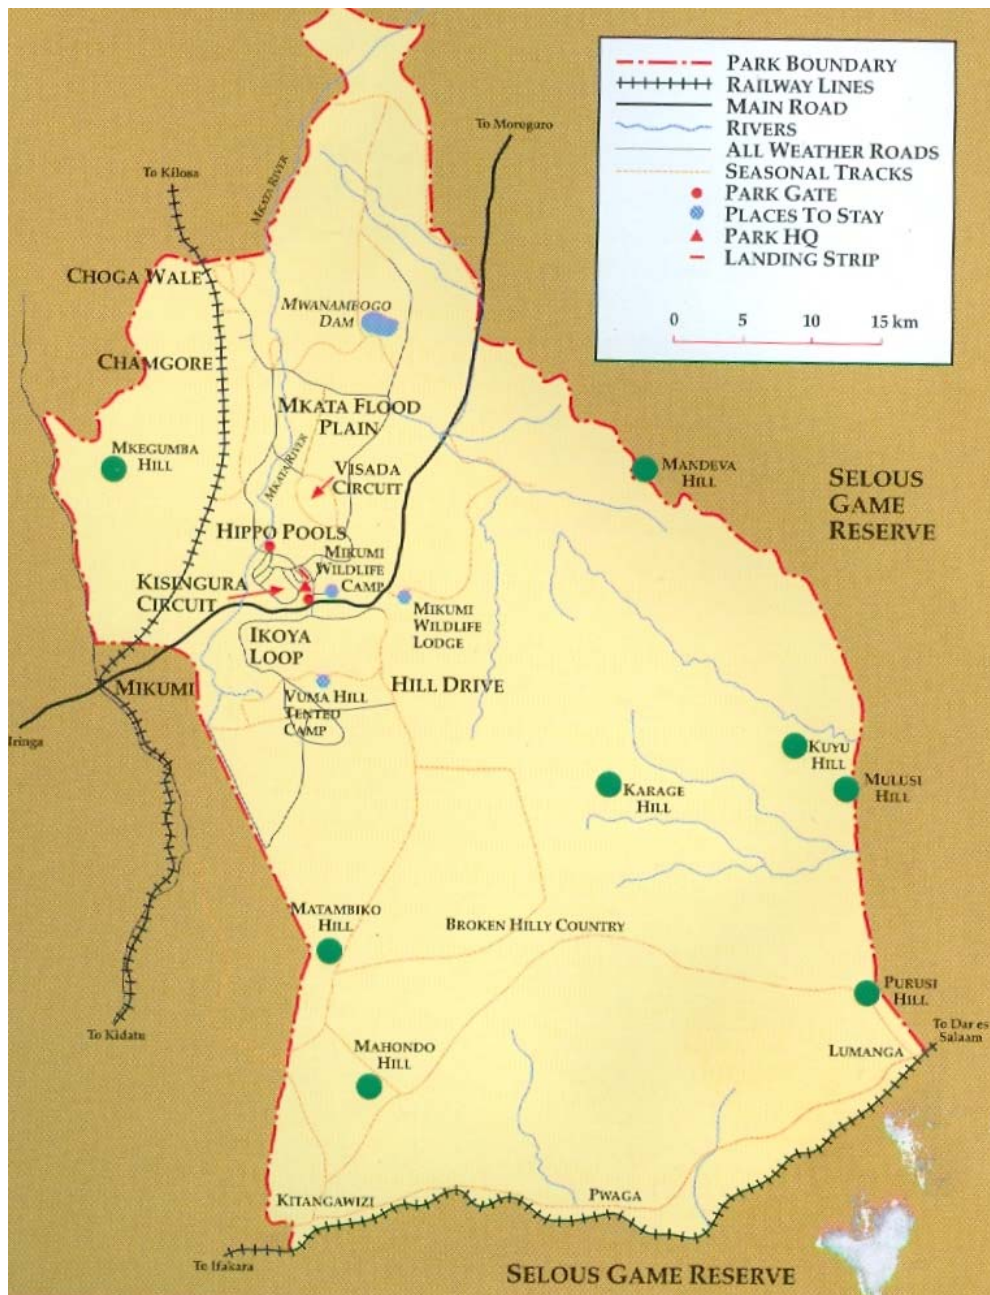 PARK BOUNDARY
RAILWAY LINES
MAIN ROAD
RIVERS
ALL WEATHER ROADS
SEASONAL TRACKS
PARK GATE
PLACES TO STAY
PARK HQ
LANDING STRIP
0 5 10 15 km
To Morogoro
To Kilosa
MKATA RIVER
CHOGA WALE
MWANAMBOGO
DAM
CHAMGORE
MKATA FLOOD
PLAIN
MKEGUMBA
HILL
MKATA RIVER
VISADA
CIRCUIT
MANDEVA
HILL
SELOUS
GAME
RESERVE
HIPPO POOLS
MIKUMI
WILDLIFE
CAMP
KISINGURA
CIRCUIT
MIKUMI
WILDLIFE
LODGE
IKOYA
LOOP
MIKUMI
HILL DRIVE
VUMA HILL
TENTED
CAMP
Iringa
KUYU
HILL
MULUSI
HILL
KARAGE
HILL
MATAMBIKO
HILL
BROKEN HILLY COUNTRY
PURUSI
HILL
To Dar es
Salaam
To Kidatu
MAHONDO
HILL
LUMANGA
KITANGAWIZI
PWAGA
To Ifakara
SELOUS GAME RESERVE